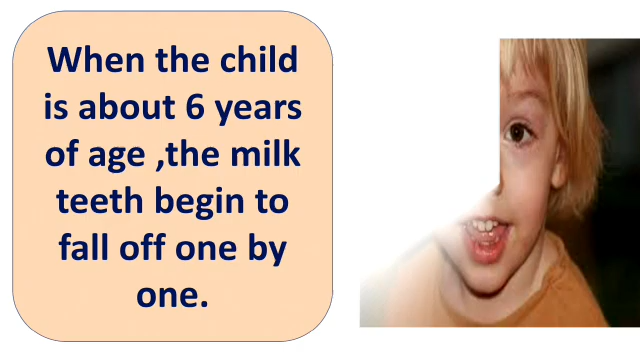 When the child
is about 6 years
of age ,the milk
teeth begin to
fall off one by
one.